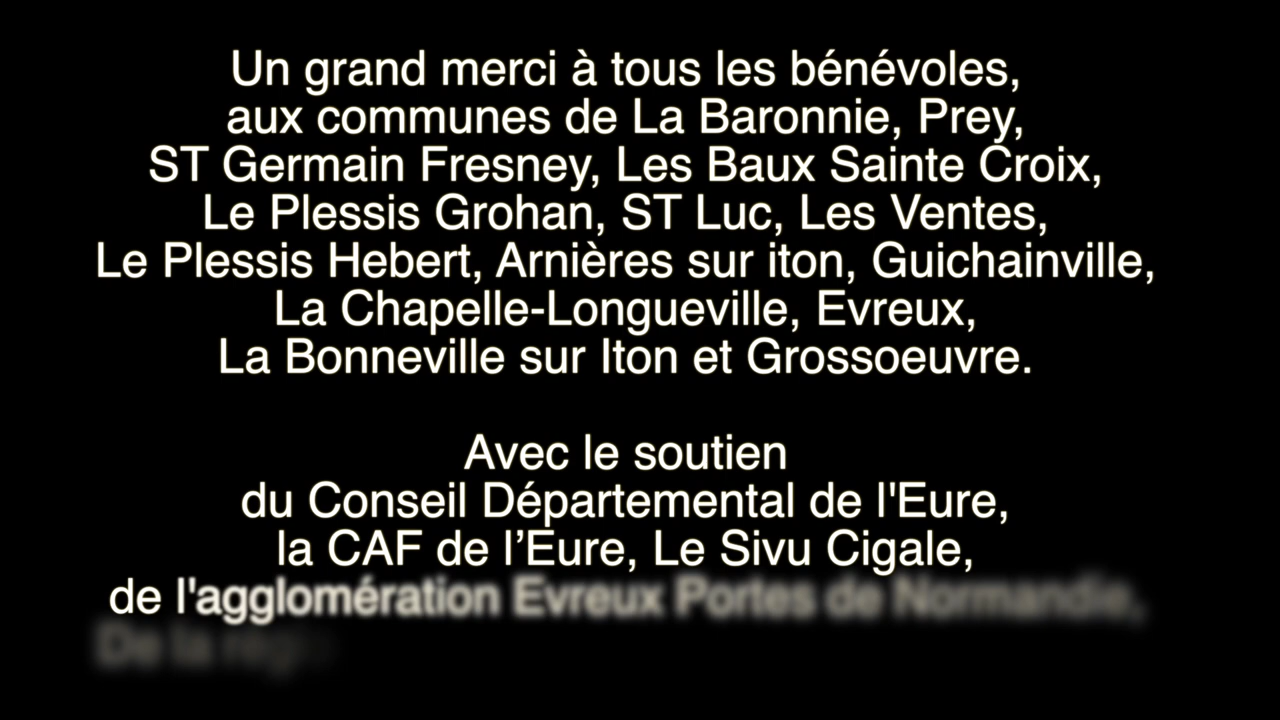 Un grand merci à tous les bénévoles,
aux communes de La Baronnie, Prey,
ST Germain Fresney, Les Baux Sainte Croix,
Le Plessis Grohan, ST Luc, Les Ventes,
Le Plessis Hebert, Arnières sur iton, Guichainville,
La Chapelle-Longueville, Evreux,
La Bonneville sur Iton et Grossoeuvre.
Avec le soutien
du Conseil Départemental de l'Eure,
la CAF de l’Eure, Le Sivu Cigale,
de l'agglomération Evreux Portes de Normandie,
De la